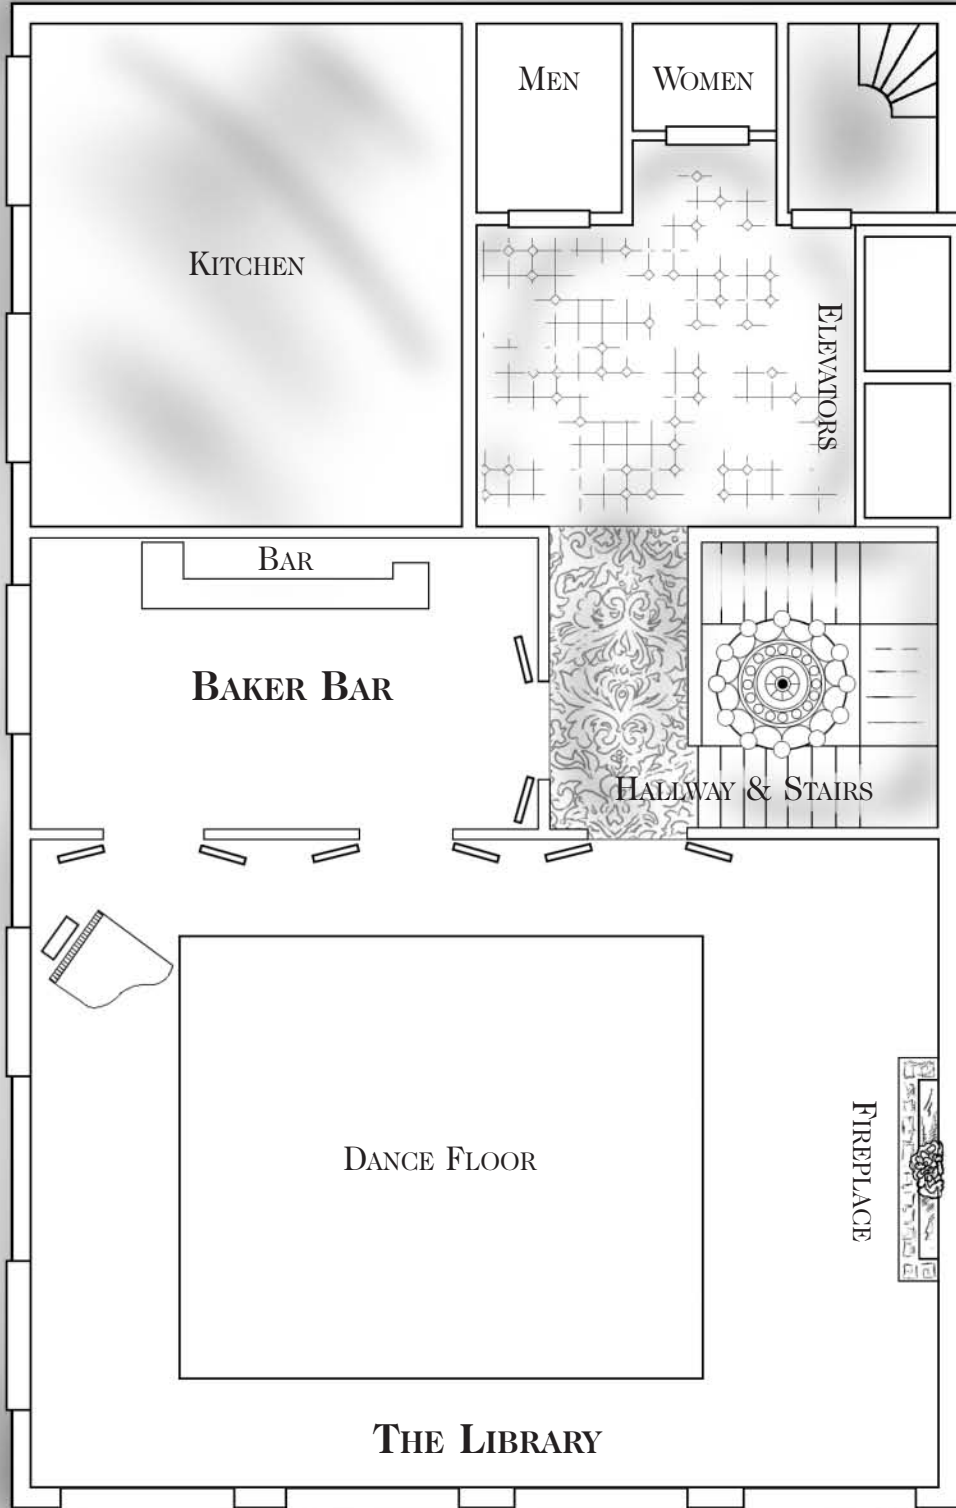 Men
Women
Kitchen
Elevators
Bar
Baker Bar
Hallway & Stairs
Fireplace
Dance Floor
The Library